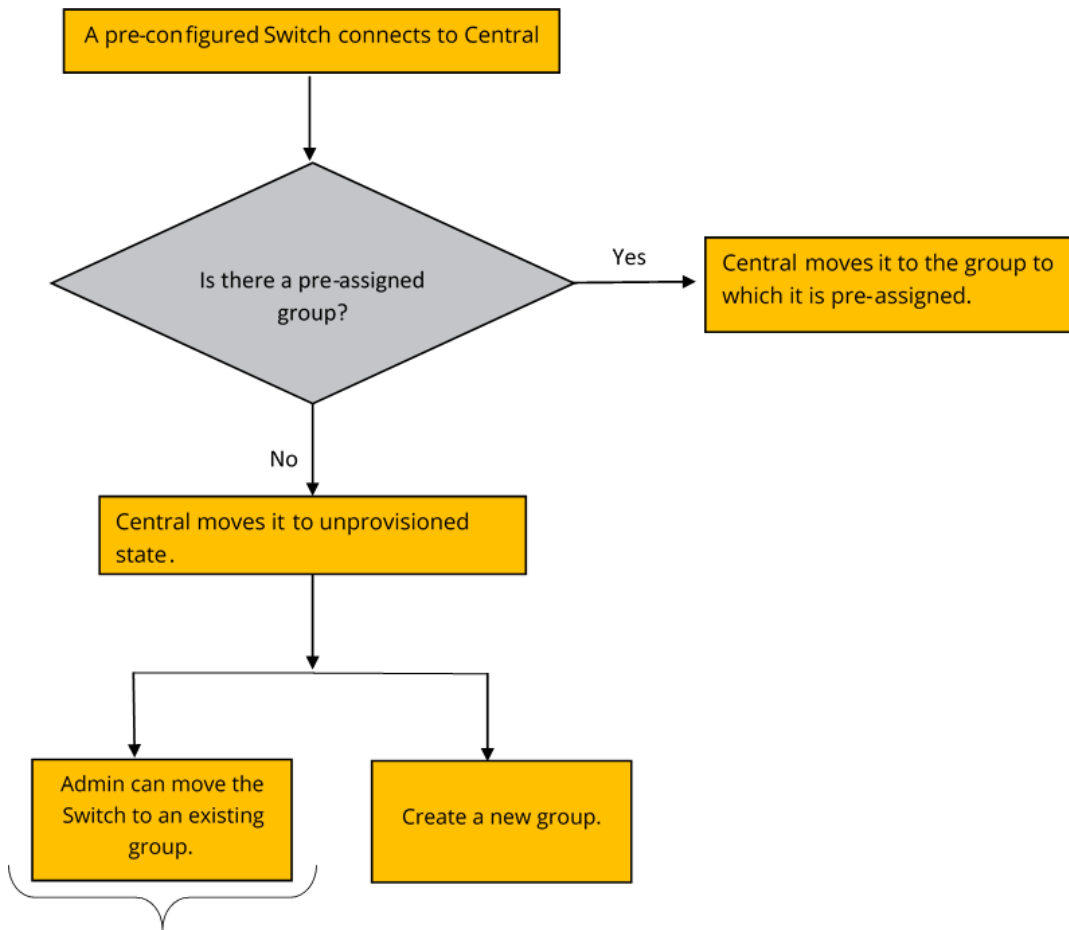 A pre-configured Switch connects to Central
Is there a pre-assigned
group?
Yes
Central moves it to the group to
which it is pre-assigned.
No
Central moves it to unprovisioned
state.
Admin can move the
Switch to an existing
group.
Create a new group.